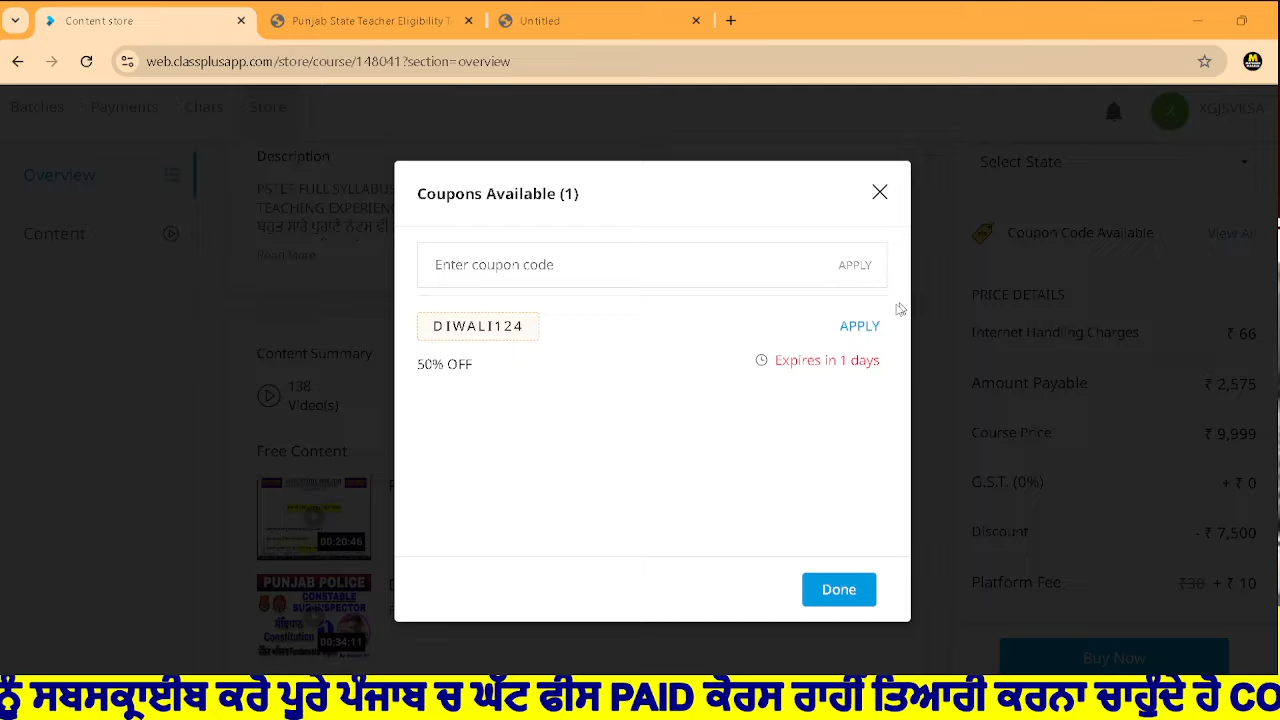 Content store
Punjab State Teacher Eligibility T
Untitled
web.classplusapp.com/store/course/148041?section=overview
Batches
Payments
Chars
Store
X
XGJSVKSA
Overview
Content
Description
PSTET FULL SYLLABUS
TEACHING EXPERIEN
ਬਹੁਤ ਸਾਰੇ ਪੁਰਾਣੇ ਨੋਟਸ ਵੀ
Read More
Content Summary
138
Video(s)
Free Content
00:20:46
PUNJAB POLICE
CONSTABLE
SUB INSPECTOR
ਸੰਵਿਧਾਨ
Constitution
00:34:11
Coupons Available (1)
Enter coupon code
APPLY
DIWALI124
APPLY
50% OFF
Expires in 1 days
Done
Select State
Coupon Code Available
View Al
PRICE DETAILS
Internet Handling Charges
₹ 66
Amount Payable
₹ 2,575
Course Price
₹ 9,999
G.S.T. (0%)
+ ₹ 0
Discount
- ₹ 7,500
Platform Fee
₹30 + ₹ 10
Buy Now
ਨੂੰ ਸਬਸਕ੍ਰਾਈਬ ਕਰੋ ਪੂਰੇ ਪੰਜਾਬ ਚ ਘੱਟ ਫੀਸ PAID ਕੋਰਸ ਰਾਹੀਂ ਤਿਆਰੀ ਕਰਨਾ ਚਾਹੁੰਦੇ ਹੋ CO